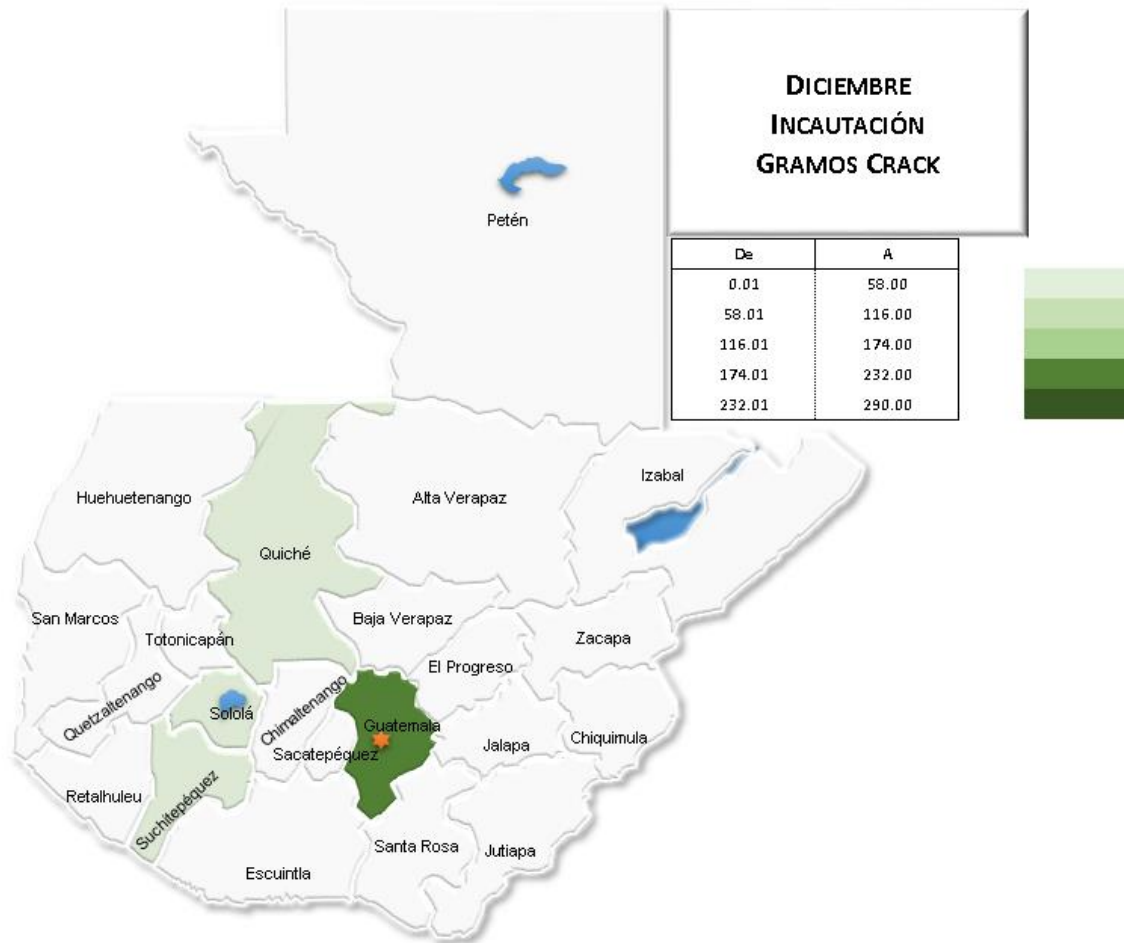 DICIEMBRE
INCAUTACIÓN
GRAMOS CRACK
De A
0.01 58.00
58.01 116.00
116.01 174.00
174.01 232.00
232.01 290.00
Petén
Izabal
Huehuetenango
Alta Verapaz
Quiché
San Marcos
Totonicapán
Baja Verapaz
Zacapa
El Progreso
Quetzaltenango
Sololá
Chimaltenango
Guatemala
Sacatepéquez
Jalapa
Chiquimula
Retalhuleu
Suchitepéquez
Escuintla
Santa Rosa
Jutiapa